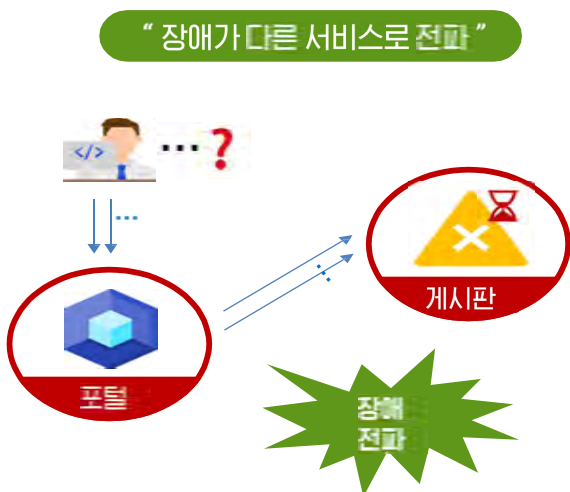 “ 장애가 다른 서비스로 전파 ”
</>
... ?
...
게시판
포털
장애
전파